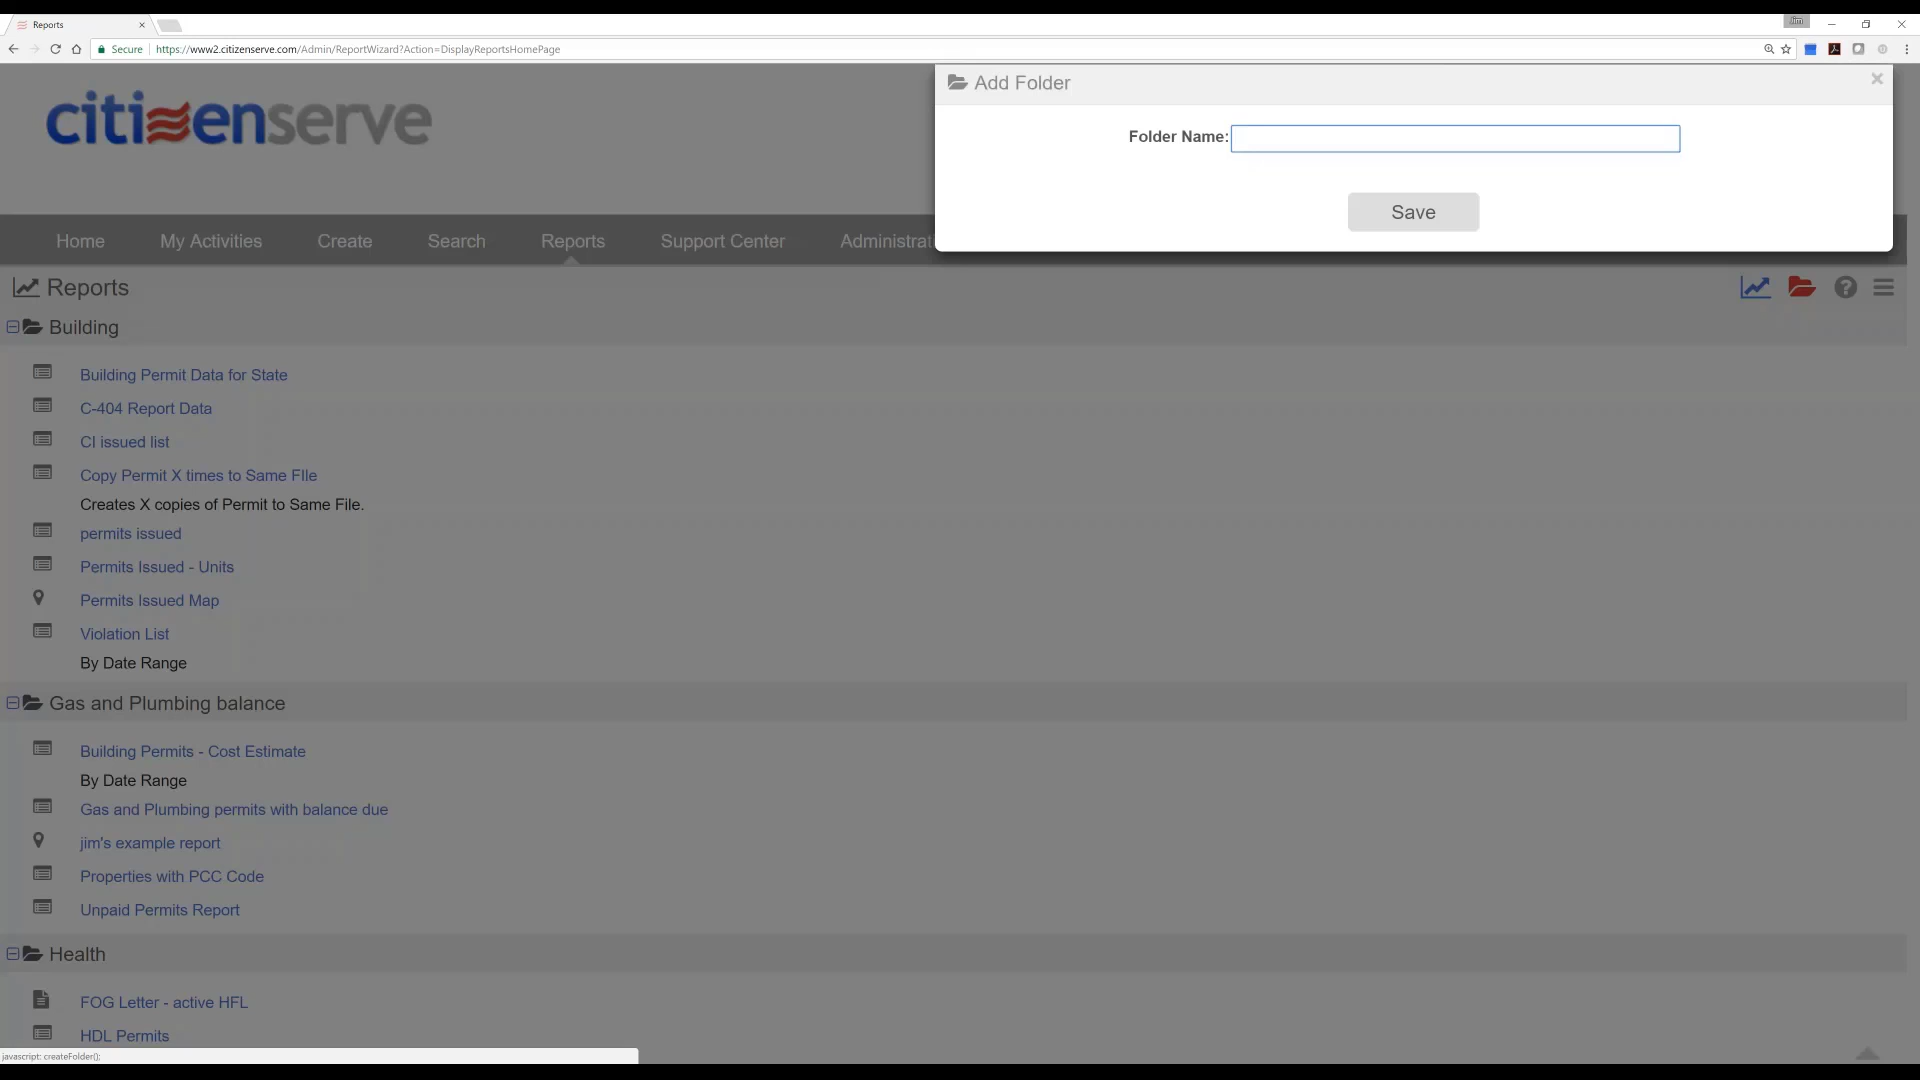 Reports
Jim
Secure
https://www2.citizenserve.com/Admin/ReportWizard?Action=DisplayReportsHomePage
citizenserve
Add Folder
Folder Name:
Save
Home
My Activities
Create
Search
Reports
Support Center
Administrati
Reports
Building
Building Permit Data for State
C-404 Report Data
CI issued list
Copy Permit X times to Same FIle
Creates X copies of Permit to Same File.
permits issued
Permits Issued - Units
Permits Issued Map
Violation List
By Date Range
Gas and Plumbing balance
Building Permits - Cost Estimate
By Date Range
Gas and Plumbing permits with balance due
jim's example report
Properties with PCC Code
Unpaid Permits Report
Health
FOG Letter - active HFL
HDL Permits
javascript: createFolder();